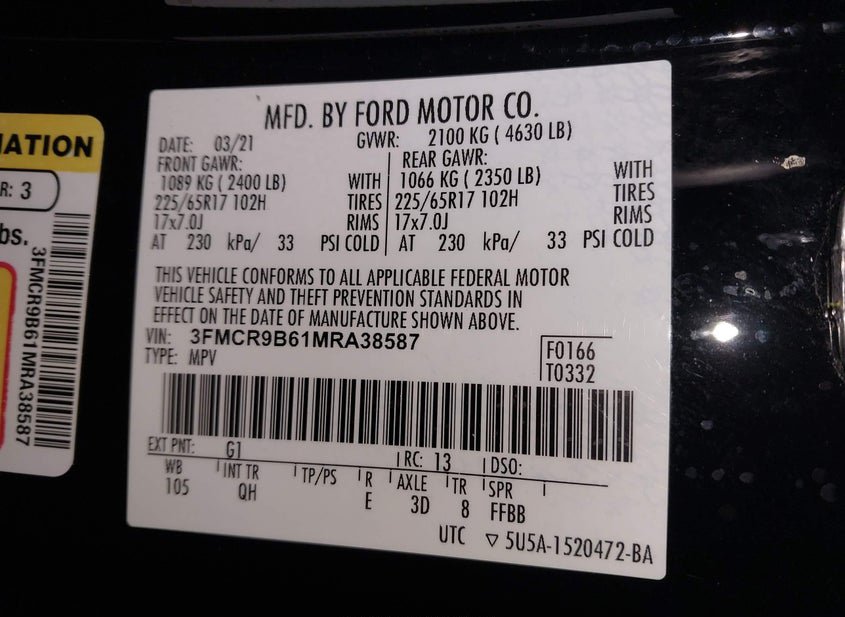 ATION
R: 3
bs.
3FMCR9B61MRA38587
MFD. BY FORD MOTOR CO.
DATE: 03/21 GVWR: 2100 KG ( 4630 LB)
FRONT GAWR: REAR GAWR:
1089 KG ( 2400 LB) WITH 1066 KG ( 2350 LB) WITH
225/65R17 102H TIRES 225/65R17 102H TIRES
17x7.0J RIMS 17x7.0J RIMS
AT 230 kPa/ 33 PSI COLD AT 230 kPa/ 33 PSI COLD
THIS VEHICLE CONFORMS TO ALL APPLICABLE FEDERAL MOTOR
VEHICLE SAFETY AND THEFT PREVENTION STANDARDS IN
EFFECT ON THE DATE OF MANUFACTURE SHOWN ABOVE.
VIN: 3FMCR9B61MRA38587
TYPE: MPV
F0166
T0332
EXT PNT: G1 RC: 13 DSO:
WB INT TR TP/PS R AXLE TR SPR
105 QH E 3D 8 FFBB
UTC ▽ 5U5A-1520472-BA